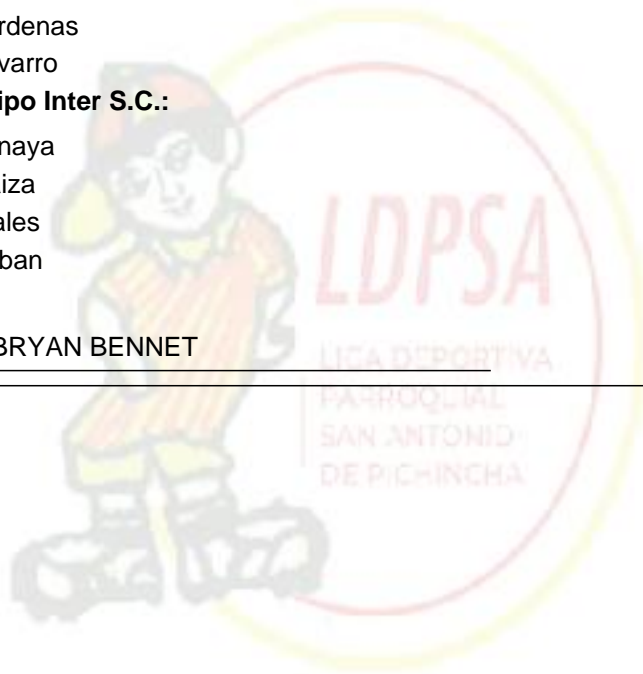 rdenas
varro
ipo Inter S.C.:
naya
iza
ales
ban
BRYAN BENNET
LDPSA
LIGA DEPORTIVA
PARROQUIAL
SAN ANTONIO
DE PICHINCHA